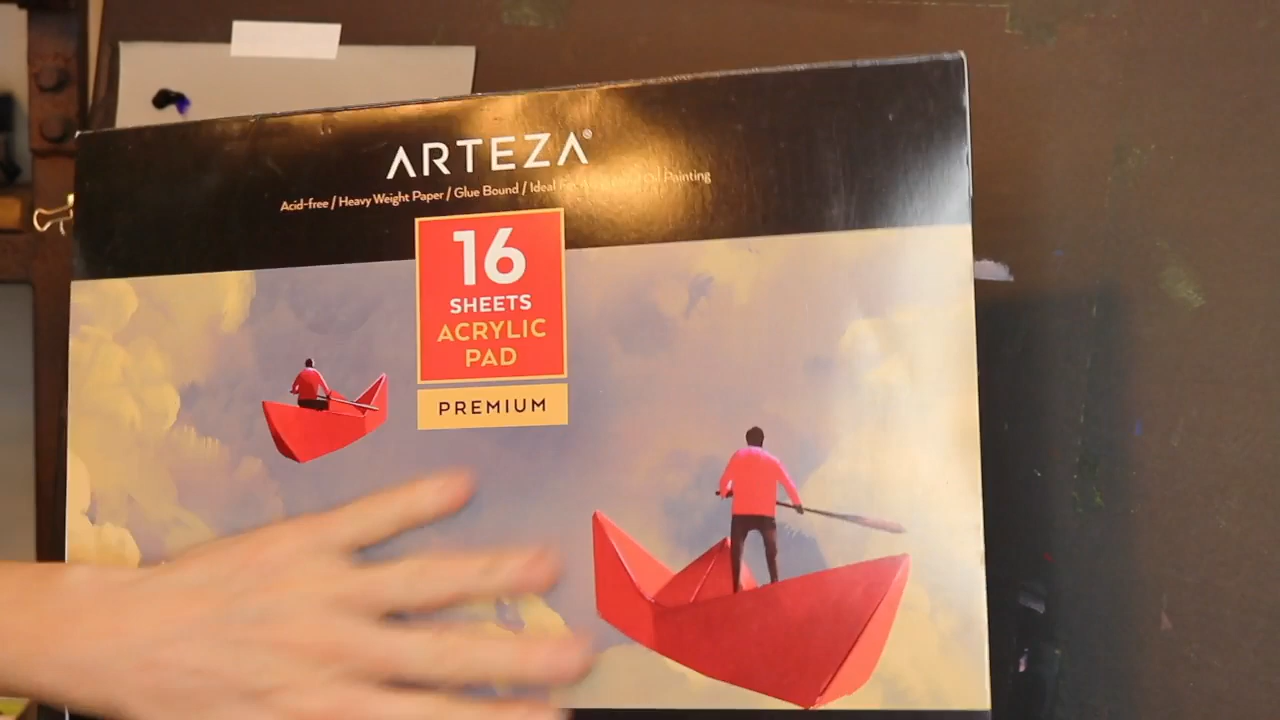 ARTEZA®
Acid-free / Heavy Weight Paper / Glue Bound / Ideal Painting
16
SHEETS
ACRYLIC
PAD
PREMIUM